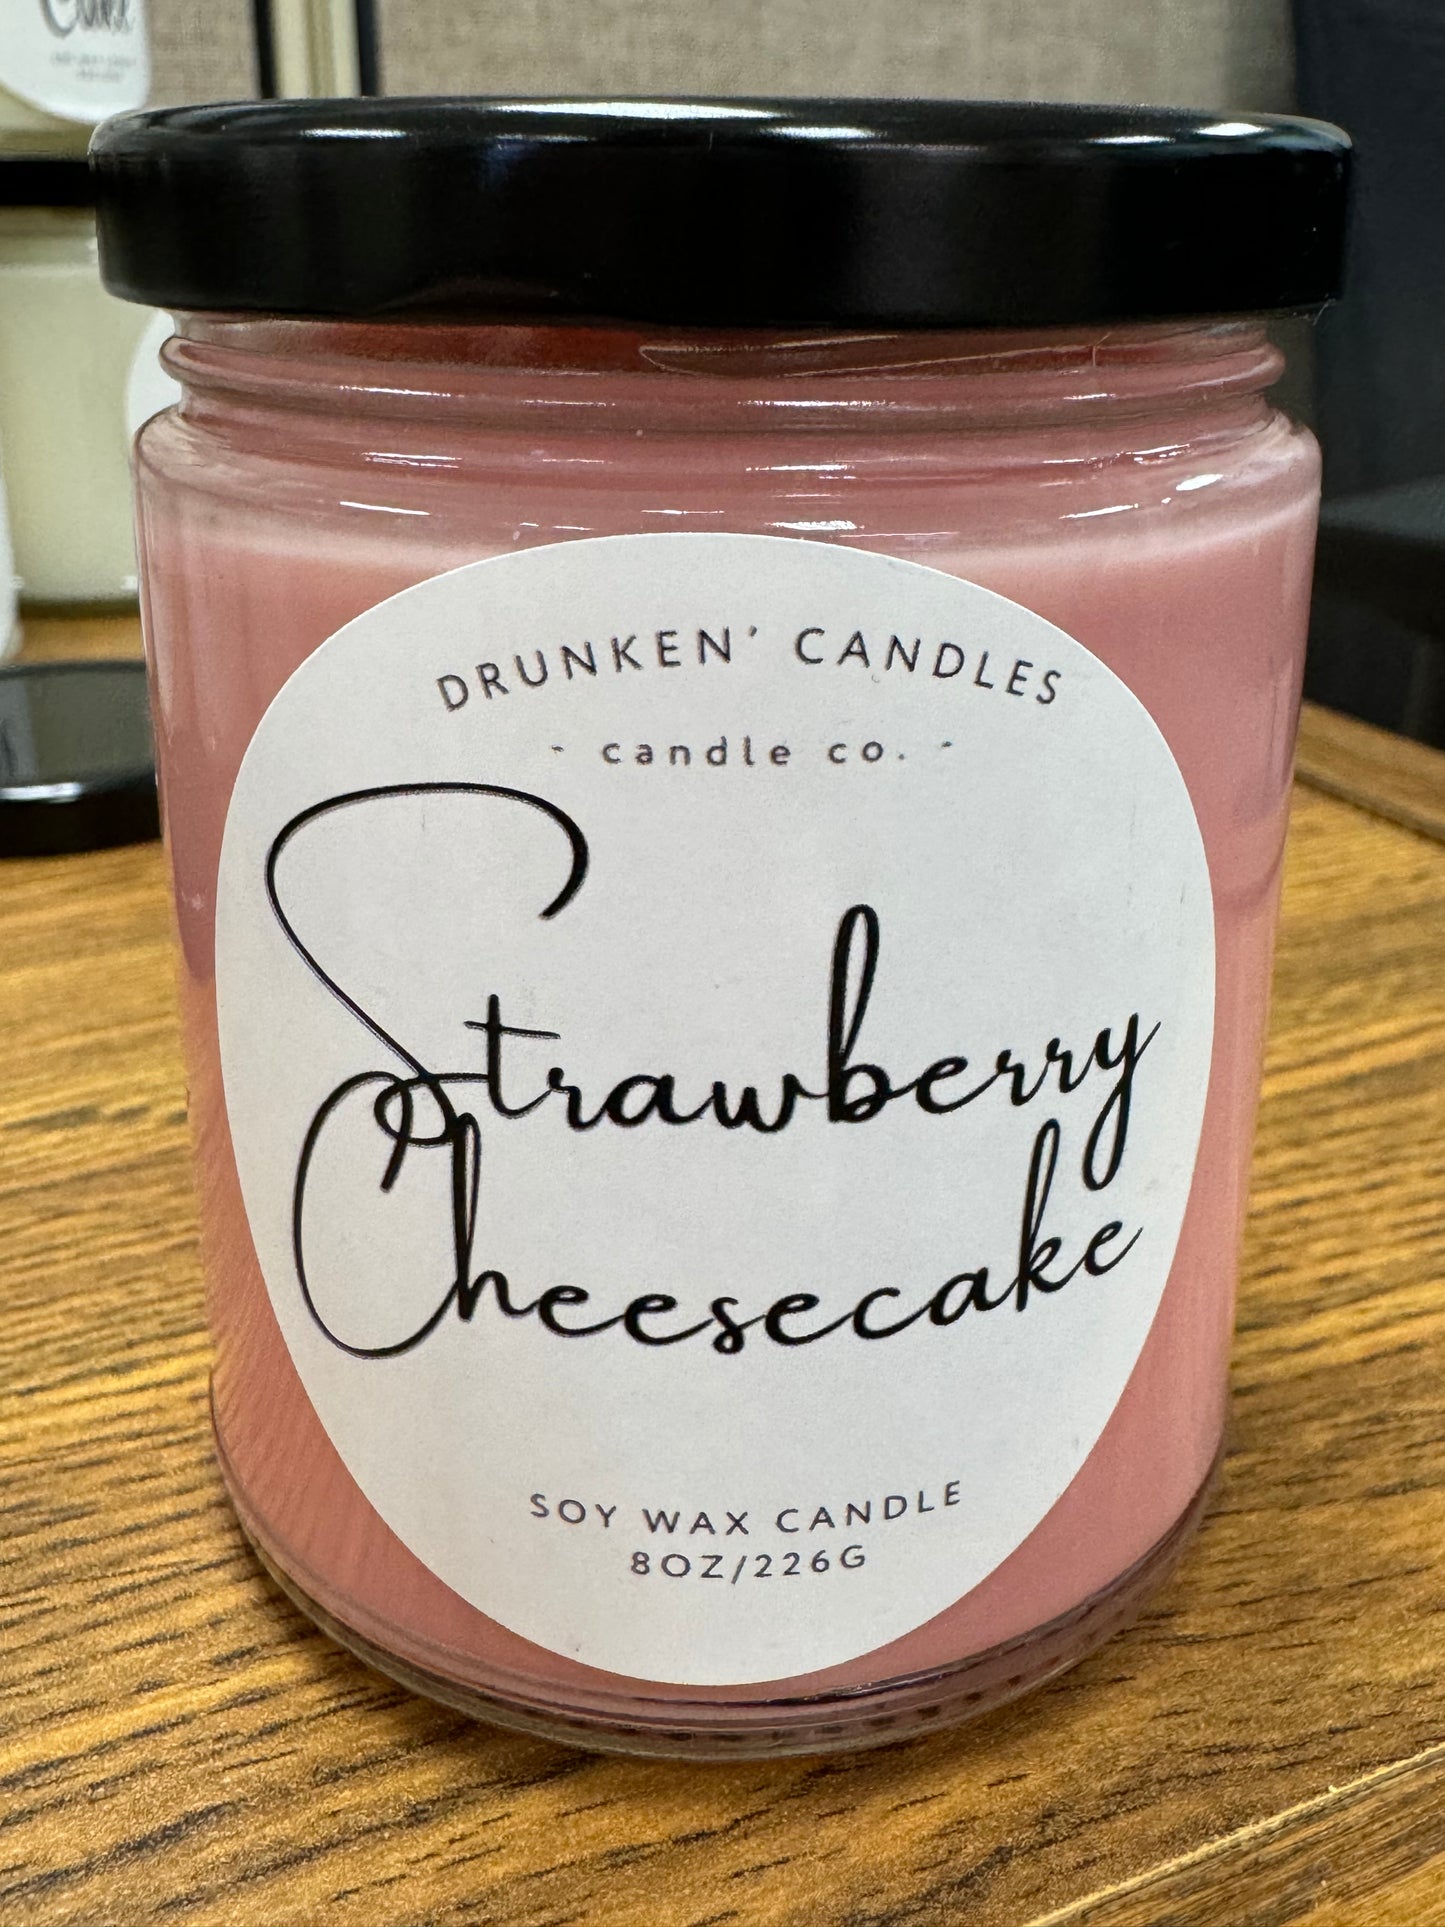 DRUNKEN' CANDLES
- candle co. -
Strawberry
Cheesecake
SOY WAX CANDLE
8OZ/226G